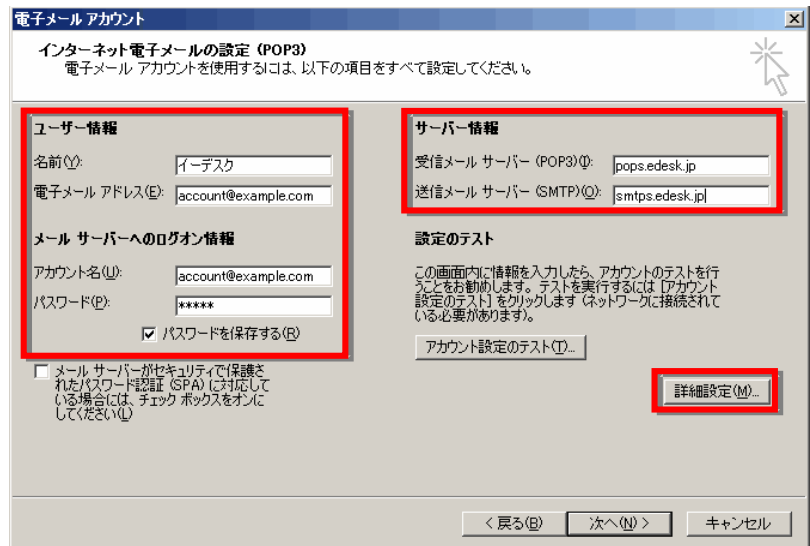 電子メール アカウント
インターネット電子メールの設定 (POP3)
電子メール アカウントを使用するには、以下の項目をすべて設定してください。
ユーザー情報
名前(Y):
イーデスク
電子メール アドレス(E):
account@example.com
メール サーバーへのログオン情報
アカウント名(U):
account@example.com
パスワード(P):
*****
パスワードを保存する(R)
メール サーバーがセキュリティで保護さ
れたパスワード認証 (SPA) に対応して
いる場合には、チェック ボックスをオンに
してください(L)
サーバー情報
受信メール サーバー (POP3)(I):
pops.edesk.jp
送信メール サーバー (SMTP)(O):
smtps.edesk.jp
設定のテスト
この画面内に情報を入力したら、アカウントのテストを行
うことをお勧めします。テストを実行するには [アカウント
設定のテスト] をクリックします (ネットワークに接続されて
いる必要があります)。
アカウント設定のテスト(T)...
詳細設定(M)...
< 戻る(B)
次へ(N) >
キャンセル